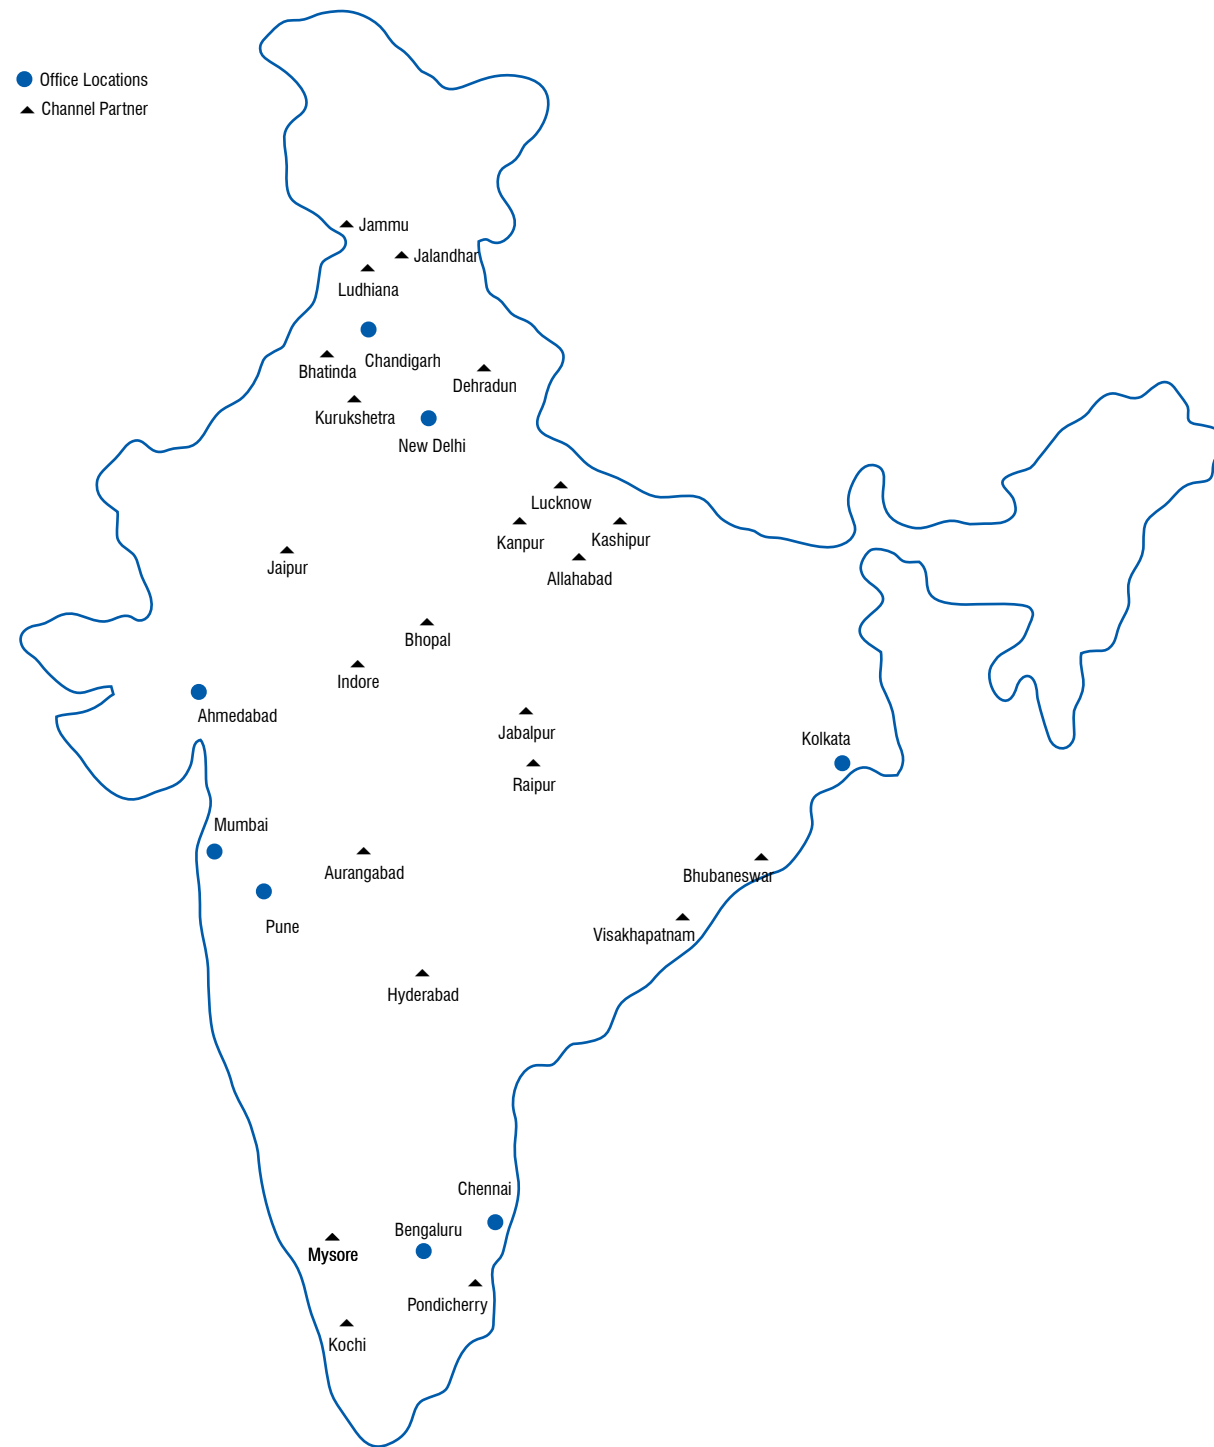 Office Locations
Channel Partner
Jammu
Jalandhar
Ludhiana
Chandigarh
Bhatinda
Dehradun
Kurukshetra
New Delhi
Lucknow
Kanpur
Kashipur
Jaipur
Allahabad
Bhopal
Indore
Ahmedabad
Jabalpur
Kolkata
Raipur
Mumbai
Aurangabad
Bhubaneswar
Pune
Visakhapatnam
Hyderabad
Chennai
Bengaluru
Mysore
Pondicherry
Kochi